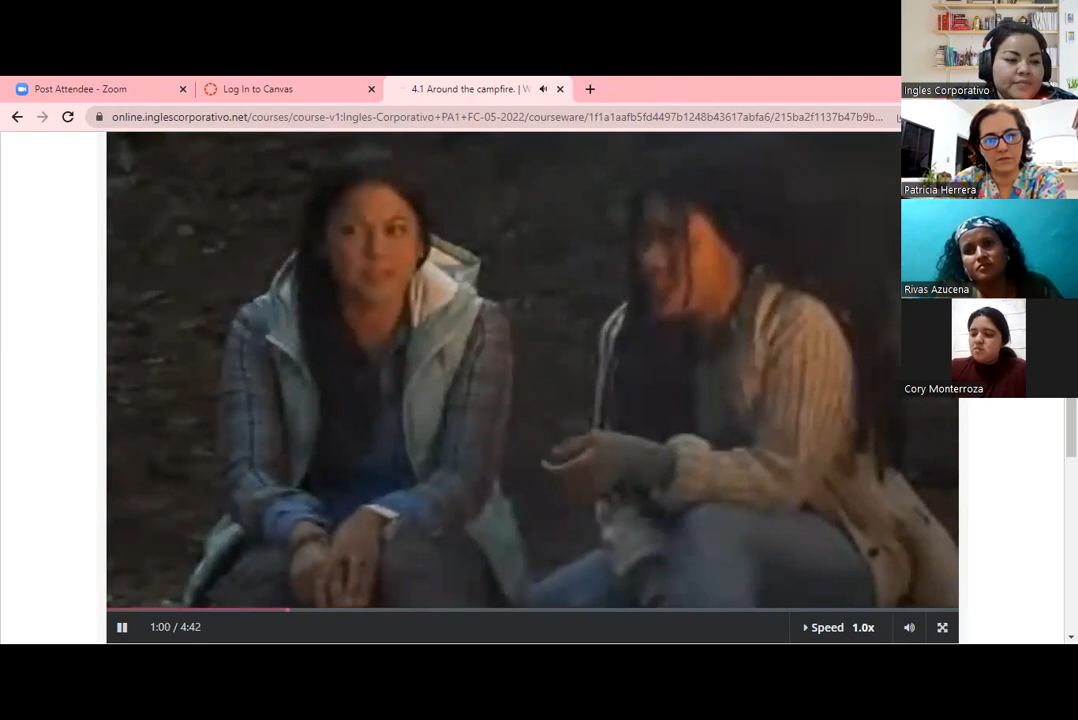 Post Attendee - Zoom
Log In to Canvas
4.1 Around the campfire. |
online.inglescorporativo.net/courses/course-v1:Ingles-Corporativo+PA1+FC-05-2022/courseware/1f1a1aafb5fd4497b1248b43617abfa6/215ba2f1137b47b9b...
Ingles Corporativo
Patricia Herrera
Rivas Azucena
Cory Monterroza
1:00 / 4:42
Speed 1.0x